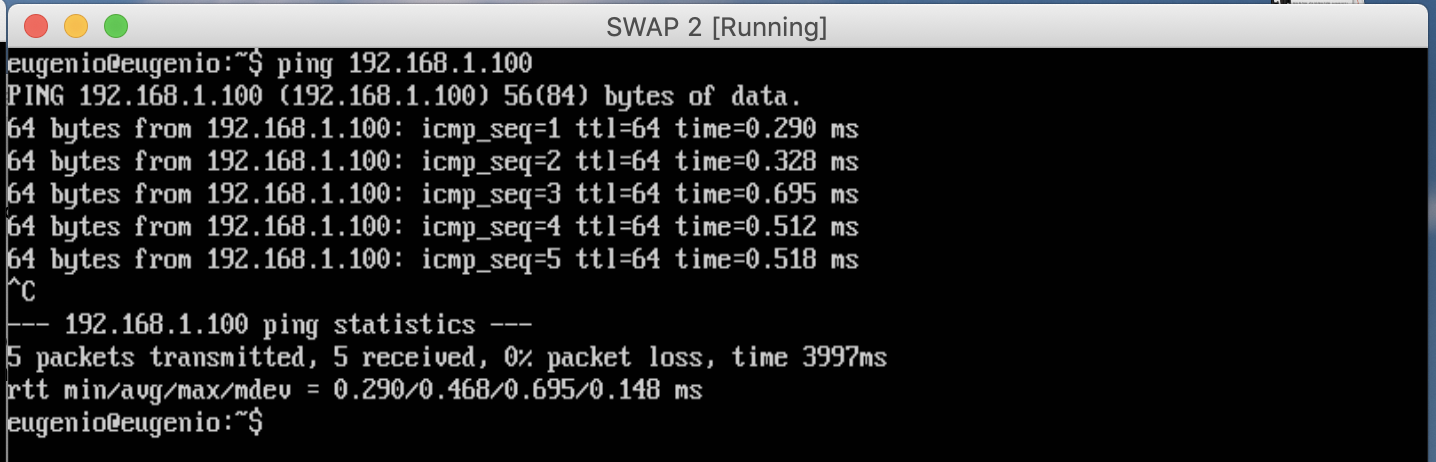 SWAP 2 [Running]
eugenio@eugenio:~$ ping 192.168.1.100
PING 192.168.1.100 (192.168.1.100) 56(84) bytes of data.
64 bytes from 192.168.1.100: icmp_seq=1 ttl=64 time=0.290 ms
64 bytes from 192.168.1.100: icmp_seq=2 ttl=64 time=0.328 ms
64 bytes from 192.168.1.100: icmp_seq=3 ttl=64 time=0.695 ms
64 bytes from 192.168.1.100: icmp_seq=4 ttl=64 time=0.512 ms
64 bytes from 192.168.1.100: icmp_seq=5 ttl=64 time=0.518 ms
^C
--- 192.168.1.100 ping statistics ---
5 packets transmitted, 5 received, 0% packet loss, time 3997ms
rtt min/avg/max/mdev = 0.290/0.468/0.695/0.148 ms
eugenio@eugenio:~$